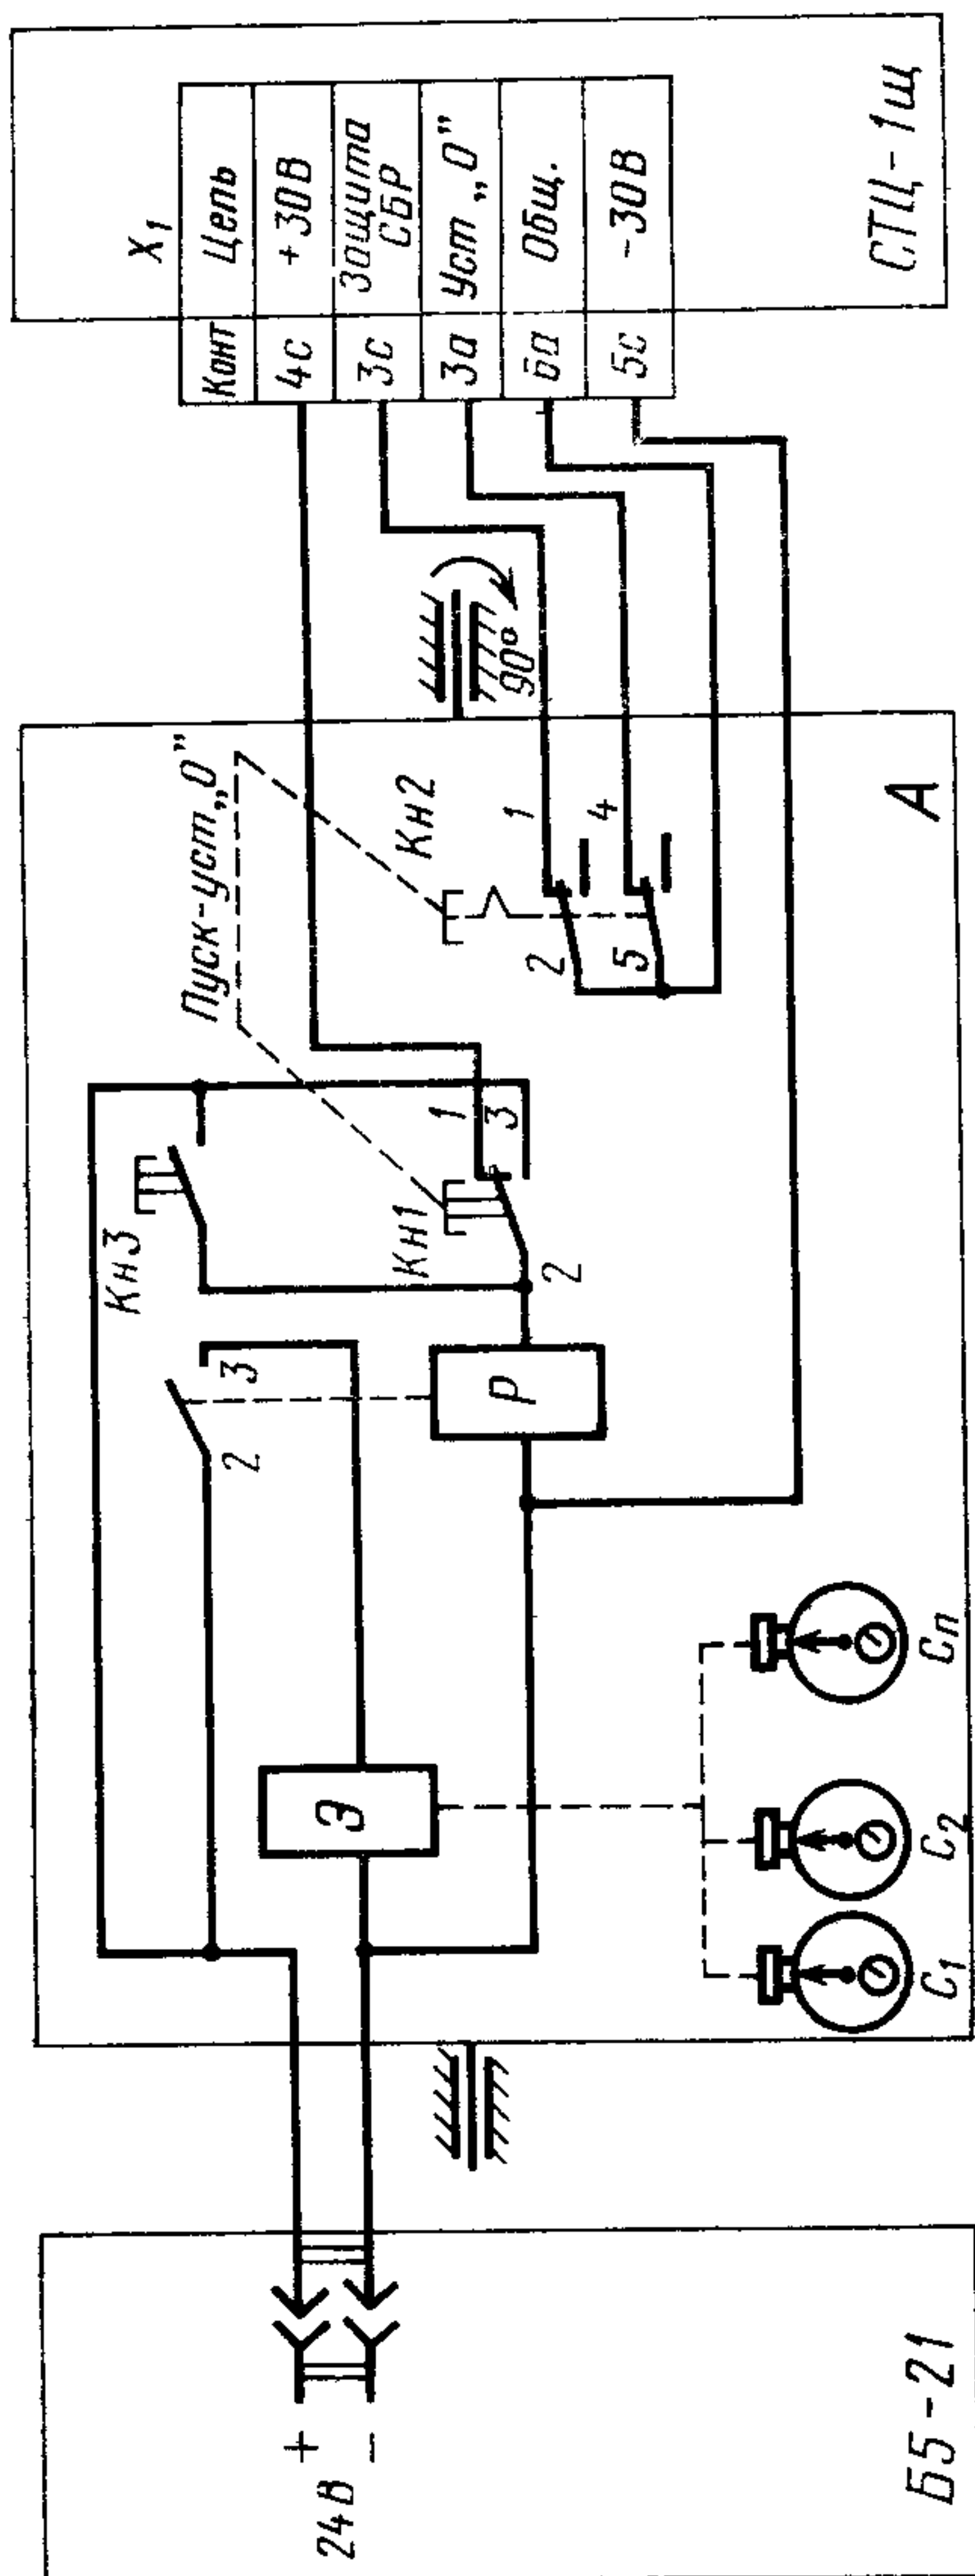 X1
Конт Цепь
4с +30В
3с Защита СБР
3а Уст „0”
6а Общ.
5с -30В
СТЦ-1щ
90°
Пуск-уст „0”
Кн2
1
4
2
5
А
Кн3
Кн1
1
3
2
3
2
Р
Э
С1
С2
Сп
24В
+
-
Б5-21